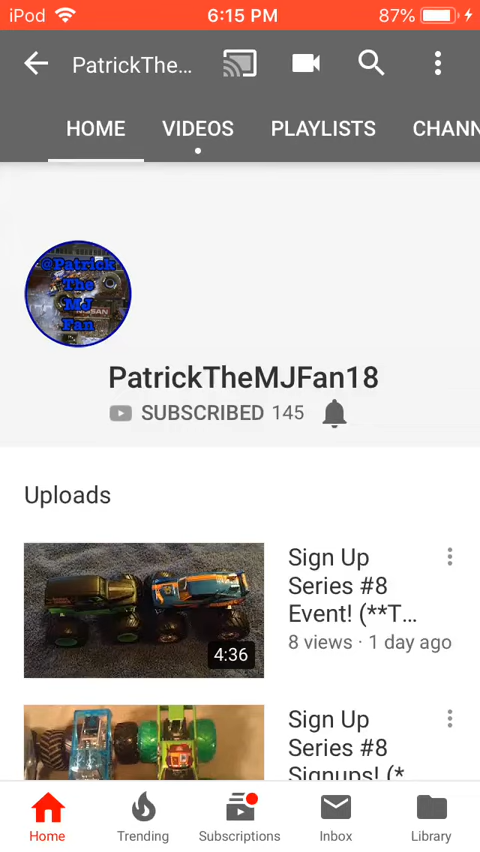 iPod 6:15 PM 87%
PatrickThe...
HOME VIDEOS PLAYLISTS CHANN
@Patrick
The
MJ
Fan
NISSAN
PatrickTheMJFan18
SUBSCRIBED 145
Uploads
Sign Up
Series #8
Event! (**T...
8 views · 1 day ago
4:36
Sign Up
Series #8
Signups! (*
Home Trending Subscriptions Inbox Library